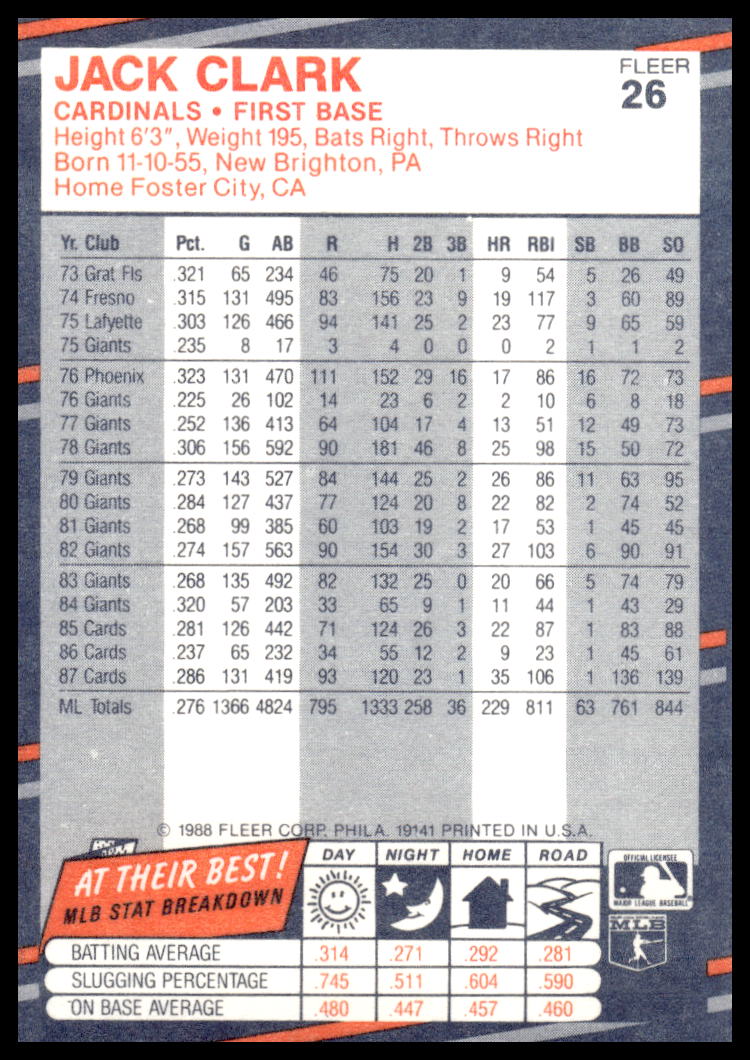 JACK CLARK
FLEER
26
CARDINALS • FIRST BASE
Height 6'3", Weight 195, Bats Right, Throws Right
Born 11-10-55, New Brighton, PA
Home Foster City, CA
Yr. Club Pct. G AB R H 2B 3B HR RBI SB BB SO
73 Grat Fls .321 65 234 46 75 20 1 9 54 5 26 49
74 Fresno .315 131 495 83 156 23 9 19 117 3 60 89
75 Lafyette .303 126 466 94 141 25 2 23 77 9 65 59
75 Giants .235 8 17 3 4 0 0 0 2 1 1 2
76 Phoenix .323 131 470 111 152 29 16 17 86 16 72 73
76 Giants .225 26 102 14 23 6 2 2 10 6 8 18
77 Giants .252 136 413 64 104 17 4 13 51 12 49 73
78 Giants .306 156 592 90 181 46 8 25 98 15 50 72
79 Giants .273 143 527 84 144 25 2 26 86 11 63 95
80 Giants .284 127 437 77 124 20 8 22 82 2 74 52
81 Giants .268 99 385 60 103 19 2 17 53 1 45 45
82 Giants .274 157 563 90 154 30 3 27 103 6 90 91
83 Giants .268 135 492 82 132 25 0 20 66 5 74 79
84 Giants .320 57 203 33 65 9 1 11 44 1 43 29
85 Cards .281 126 442 71 124 26 3 22 87 1 83 88
86 Cards .237 65 232 34 55 12 2 9 23 1 45 61
87 Cards .286 131 419 93 120 23 1 35 106 1 136 139
ML Totals .276 1366 4824 795 1333 258 36 229 811 63 761 844
© 1988 FLEER CORP. PHILA. 19141 PRINTED IN U.S.A.
AT THEIR BEST!
MLB STAT BREAKDOWN
DAY NIGHT HOME ROAD
OFFICIAL LICENSEE
MAJOR LEAGUE BASEBALL
MLB
BATTING AVERAGE .314 .271 .292 .281
SLUGGING PERCENTAGE .745 .511 .604 .590
ON BASE AVERAGE .480 .447 .457 .460